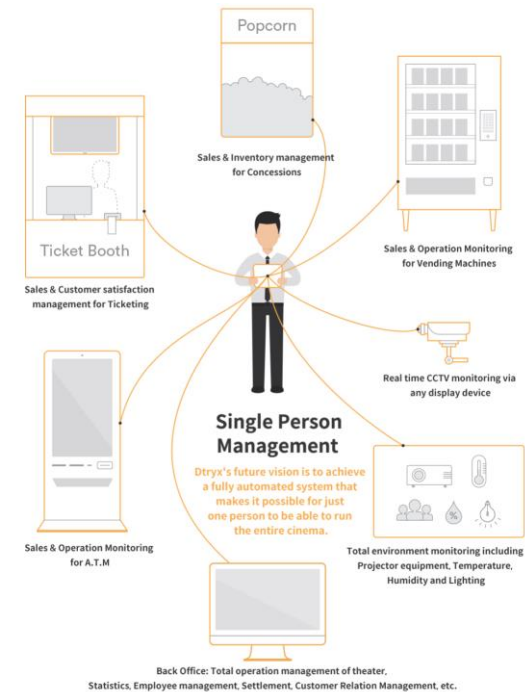 Popcorn
Sales & Inventory management
for Concessions
Ticket Booth
Sales & Customer satisfaction
management for Ticketing
Sales & Operation Monitoring
for Vending Machines
Real time CCTV monitoring via
any display device
Single Person
Management
Dtryx's future vision is to achieve
a fully automated system that
makes it possible for just
one person to be able to run
the entire cinema.
Sales & Operation Monitoring
for A.T.M
%
Total environment monitoring including
Projector equipment, Temperature,
Humidity and Lighting
Back Office: Total operation management of theater,
Statistics, Employee management, Settlement, Customer Relation Management, etc.